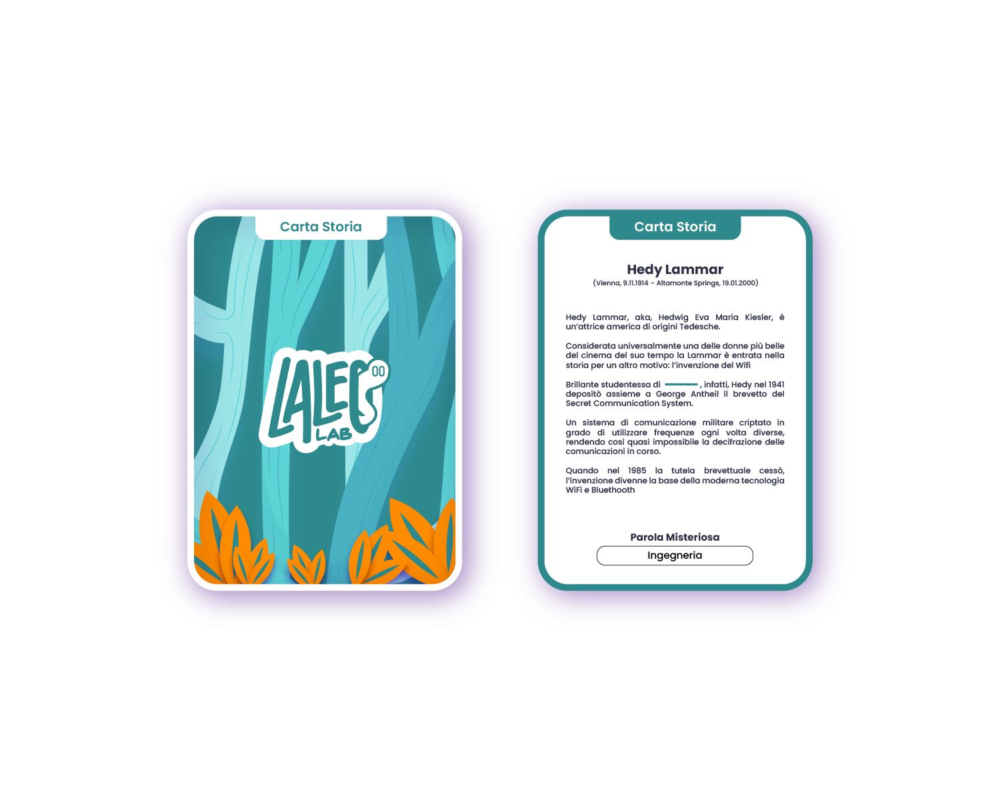 Carta Storia
LALEO
LAB
Carta Storia
Hedy Lammar
(Vienna, 9.11.1914 – Altamonte Springs, 19.01.2000)
Hedy Lammar, aka, Hedwig Eva Maria Kiesler, è
un’attrice america di origini Tedesche.
Considerata universalmente una delle donne più belle
del cinema del suo tempo la Lammar è entrata nella
storia per un altro motivo: l’invenzione del Wifi
Brillante studentessa di , infatti, Hedy nel 1941
depositò assieme a George Antheil il brevetto del
Secret Communication System.
Un sistema di comunicazione militare criptato in
grado di utilizzare frequenze ogni volta diverse,
rendendo così quasi impossibile la decifrazione delle
comunicazioni in corso.
Quando nel 1985 la tutela brevettuale cessò,
l’invenzione divenne la base della moderna tecnologia
WiFi e Bluethooth
Parola Misteriosa
Ingegneria